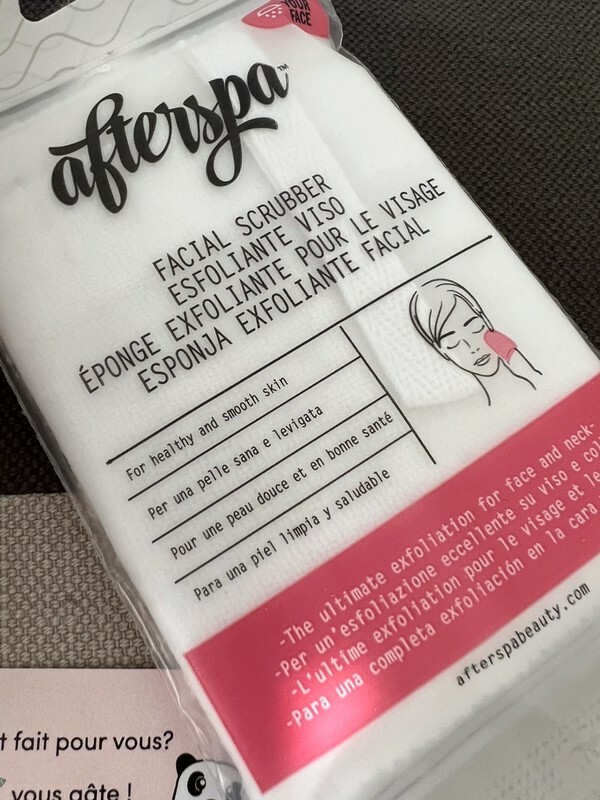 YOUR
FACE
afterspa™
FACIAL SCRUBBER
ESFOLIANTE VISO
ÉPONGE EXFOLIANTE POUR LE VISAGE
ESPONJA EXFOLIANTE FACIAL
For healthy and smooth skin
Per una pelle sana e levigata
Pour une peau douce et en bonne santé
Para una piel limpia y saludable
-The ultimate exfoliation for face and neck-
-Per un'esfoliazione eccellente su viso e
-L'ultime exfoliation pour le visage et le
-Para una completa exfoliación en la cara
afterspabeauty.com
t fait pour vous?
vous gâte !